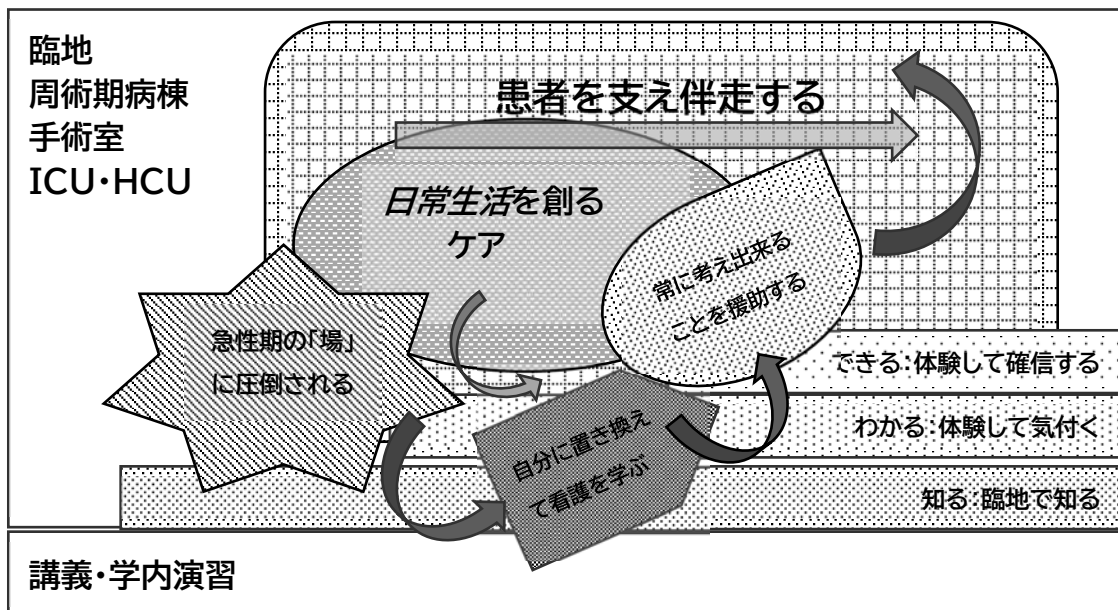 臨地
周術期病棟
手術室
ICU・HCU
患者を支え伴走する
日常生活を創る
ケア
常に考え出来る
ことを援助する
急性期の「場」
に圧倒される
自分に置き換え
て看護を学ぶ
できる:体験して確信する
わかる:体験して気付く
知る:臨地で知る
講義・学内演習